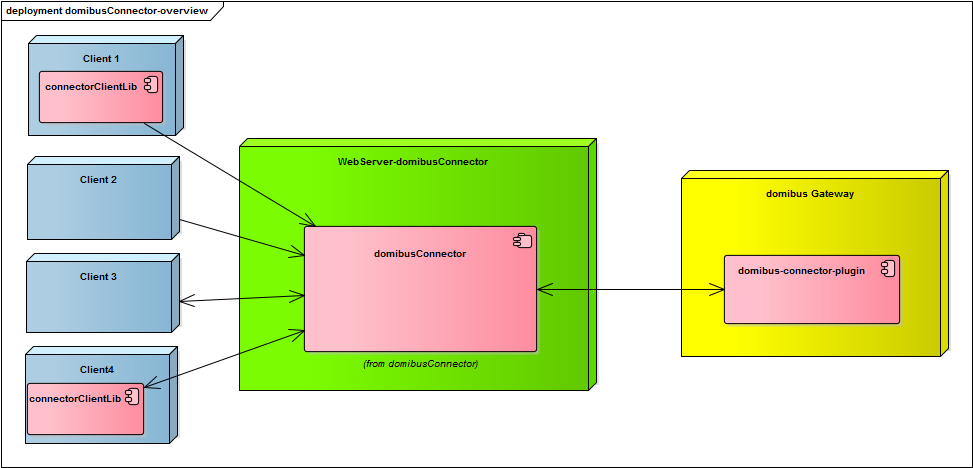 deployment domibusConnector-overview
Client 1
connectorClientLib
Client 2
Client 3
Client4
connectorClientLib
WebServer-domibusConnector
domibusConnector
(from domibusConnector)
domibus Gateway
domibus-connector-plugin